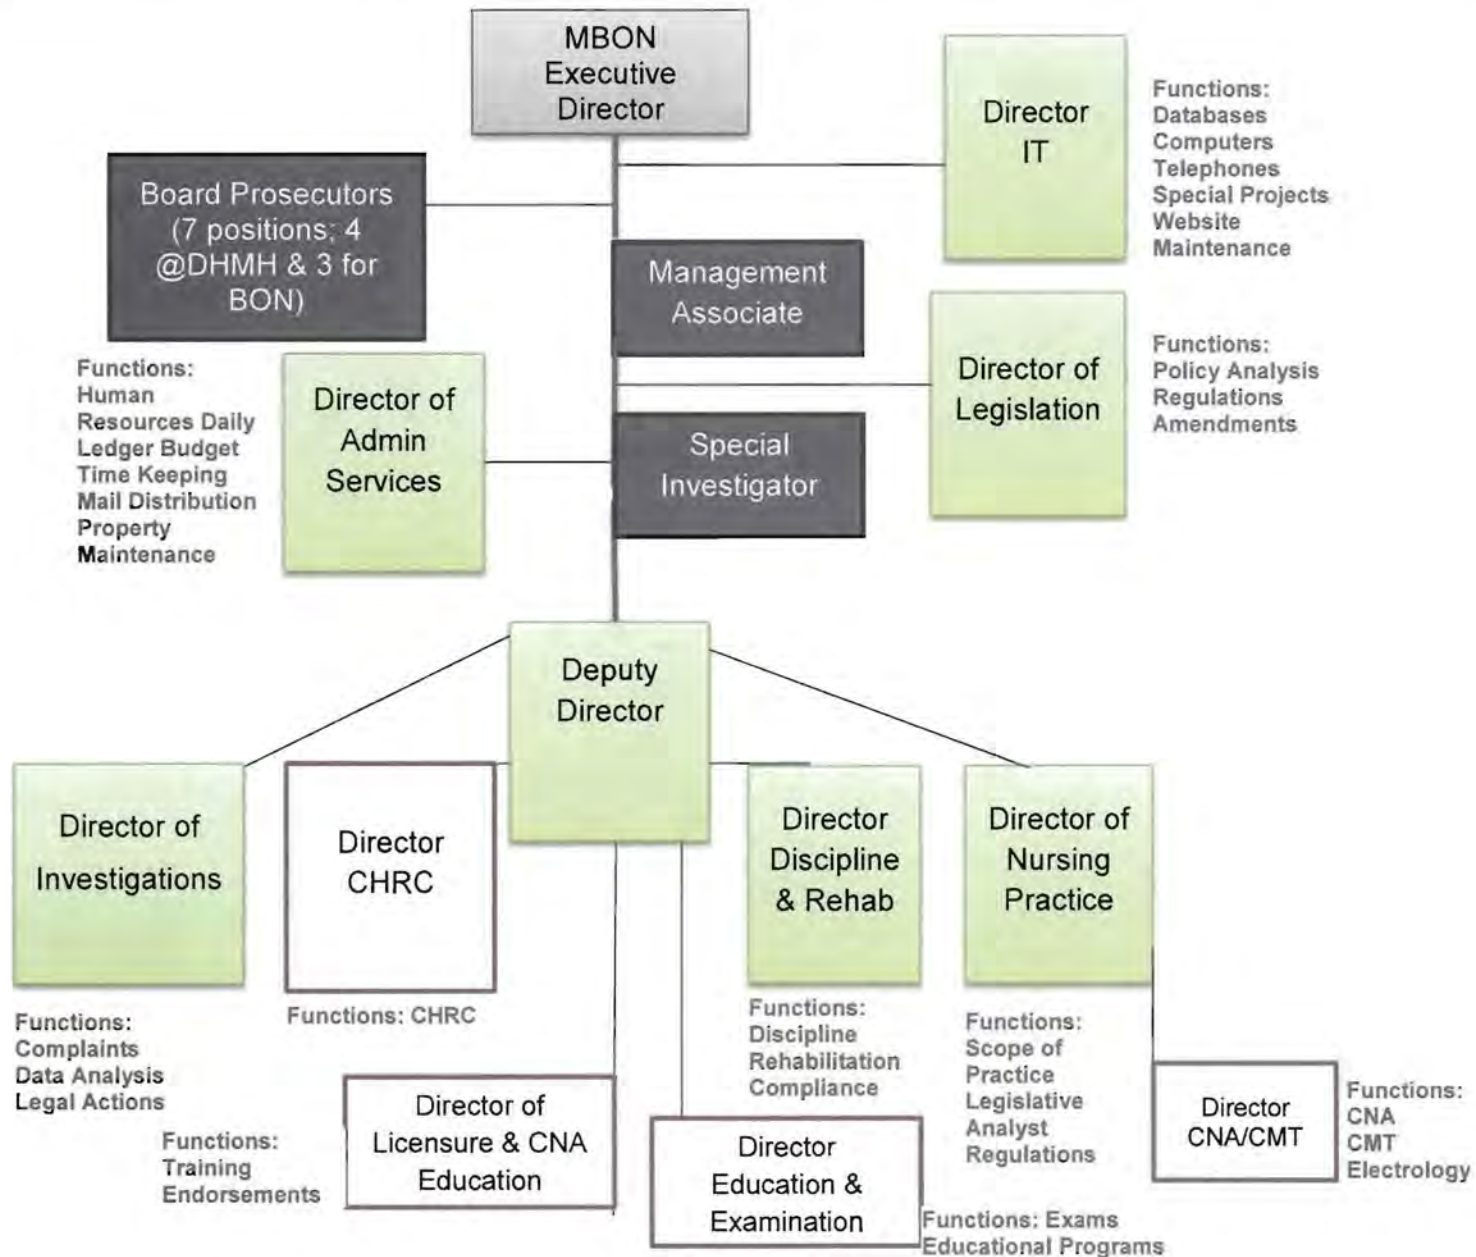 MBON
Executive
Director
Director
IT
Functions:
Databases
Computers
Telephones
Special Projects
Website
Maintenance
Board Prosecutors
(7 positions; 4
@DHMH & 3 for
BON)
Management
Associate
Director of
Legislation
Functions:
Policy Analysis
Regulations
Amendments
Functions:
Human
Resources Daily
Ledger Budget
Time Keeping
Mail Distribution
Property
Maintenance
Director of
Admin
Services
Special
Investigator
Deputy
Director
Director of
Investigations
Functions:
Complaints
Data Analysis
Legal Actions
Director
CHRC
Functions: CHRC
Director
Discipline
& Rehab
Functions:
Discipline
Rehabilitation
Compliance
Director of
Nursing
Practice
Functions:
Scope of
Practice
Legislative
Analyst
Regulations
Functions:
Training
Endorsements
Director of
Licensure & CNA
Education
Director
Education &
Examination
Functions: Exams
Educational Programs
Director
CNA/CMT
Functions:
CNA
CMT
Electrology